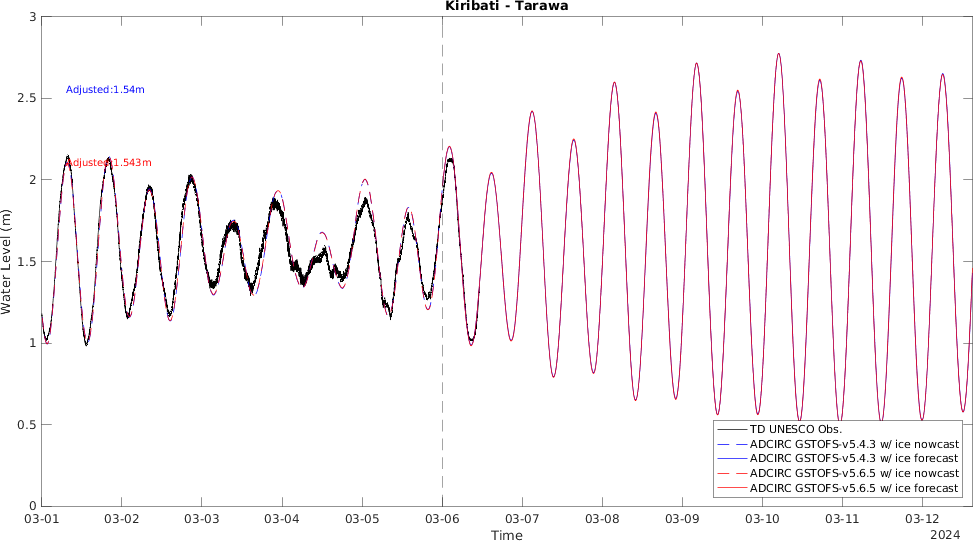 Kiribati - Tarawa
3
2.5
2
1.5
1
0.5
0
Water Level (m)
Adjusted:1.54m
Adjusted:1.543m
TD UNESCO Obs.
ADCIRC GSTOFS-v5.4.3 w/ ice nowcast
ADCIRC GSTOFS-v5.4.3 w/ ice forecast
ADCIRC GSTOFS-v5.6.5 w/ ice nowcast
ADCIRC GSTOFS-v5.6.5 w/ ice forecast
03-01 03-02 03-03 03-04 03-05 03-06 03-07 03-08 03-09 03-10 03-11 03-12
Time
2024